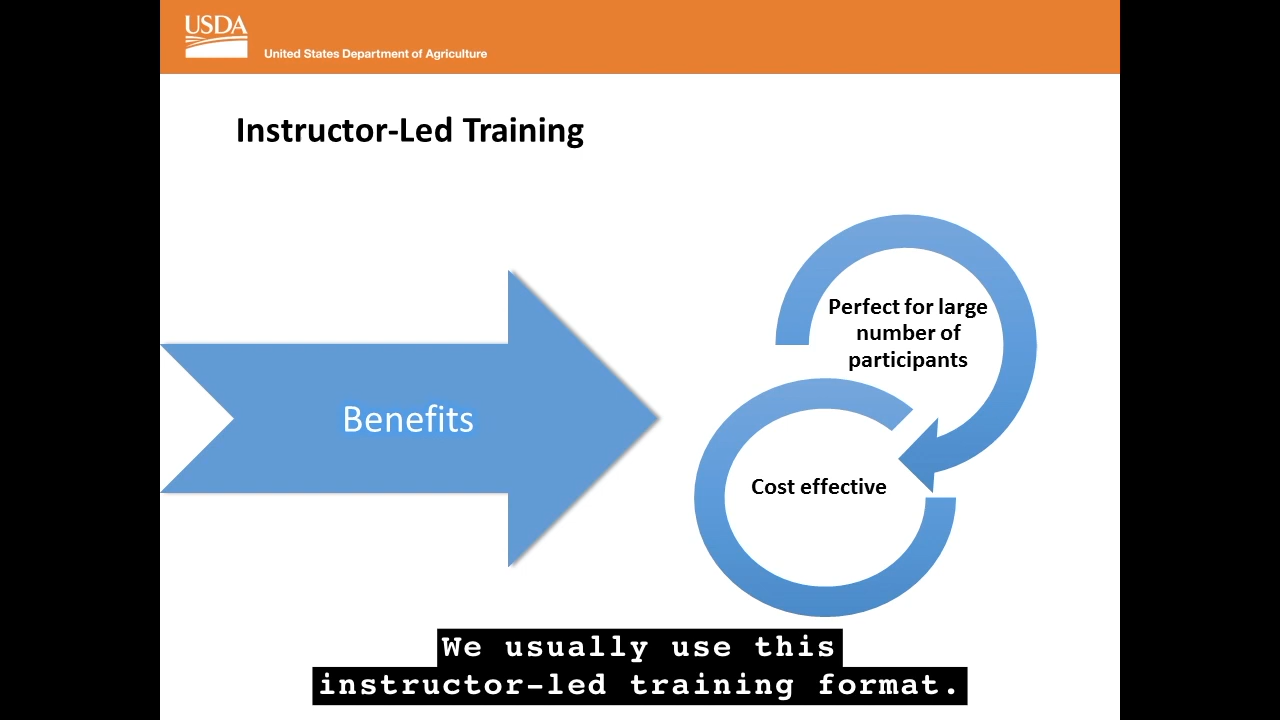 USDA
United States Department of Agriculture
Instructor-Led Training
Benefits
Perfect for large
number of
participants
Cost effective
We usually use this
instructor-led training format.